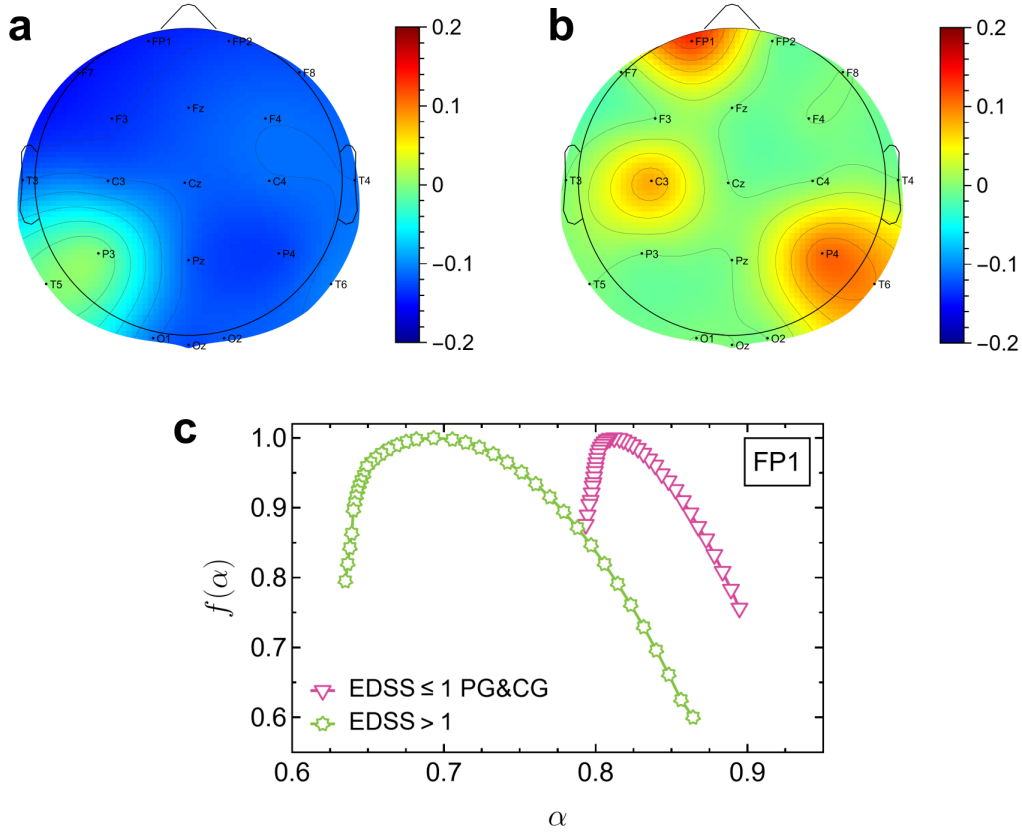 a
FP1 FP2
F7 F8
Fz
F3 F4
T3 C3 Cz C4 T4
P3 Pz P4
T5 T6
O1 Oz O2
0.2
0.1
0
−0.1
−0.2
b
FP1 FP2
F7 F8
Fz
F3 F4
T3 C3 Cz C4 T4
P3 Pz P4
T5 T6
O1 Oz O2
0.2
0.1
0
−0.1
−0.2
c
FP1
1.0
0.9
0.8
0.7
0.6
f(α)
EDSS ≤ 1 PG&CG
EDSS > 1
0.6 0.7 0.8 0.9
α